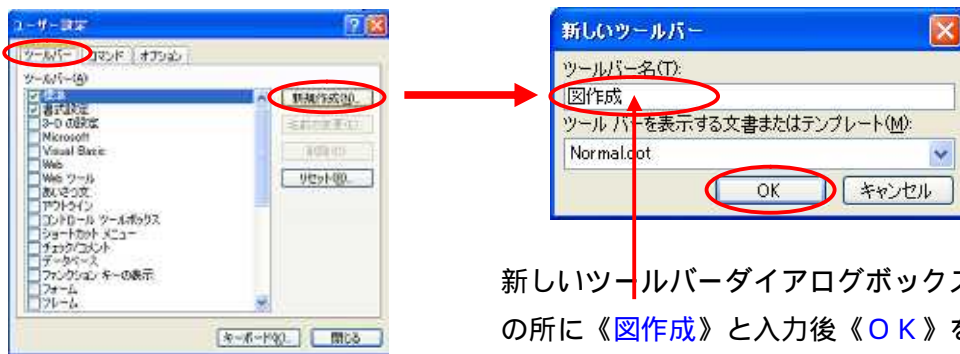 ユーザー設定
ツールバー コマンド オプション
ツールバー(A)
標準
書式設定
3-D の設定
Microsoft
Visual Basic
Web
Web ツール
あいさつ文
アウトライン
コントロール ツールボックス
ショートカット メニュー
チェック/コメント
データベース
ファンクション キーの表示
フォーム
フレーム
新規作成(N)...
名前の変更(E)...
削除(D)
リセット(R)...
キーボード(K)...
閉じる
新しいツールバー
ツールバー名(T):
図作成
ツール バーを表示する文書またはテンプレート(M):
Normal.dot
OK
キャンセル
新しいツールバーダイアログボックス
の所に《図作成》と入力後《ＯＫ》を